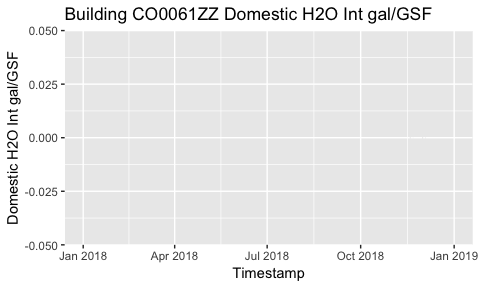 Building CO0061ZZ Domestic H2O Int gal/GSF
Domestic H2O Int gal/GSF
0.050
0.025
0.000
-0.025
-0.050
Jan 2018 Apr 2018 Jul 2018 Oct 2018 Jan 2019
Timestamp